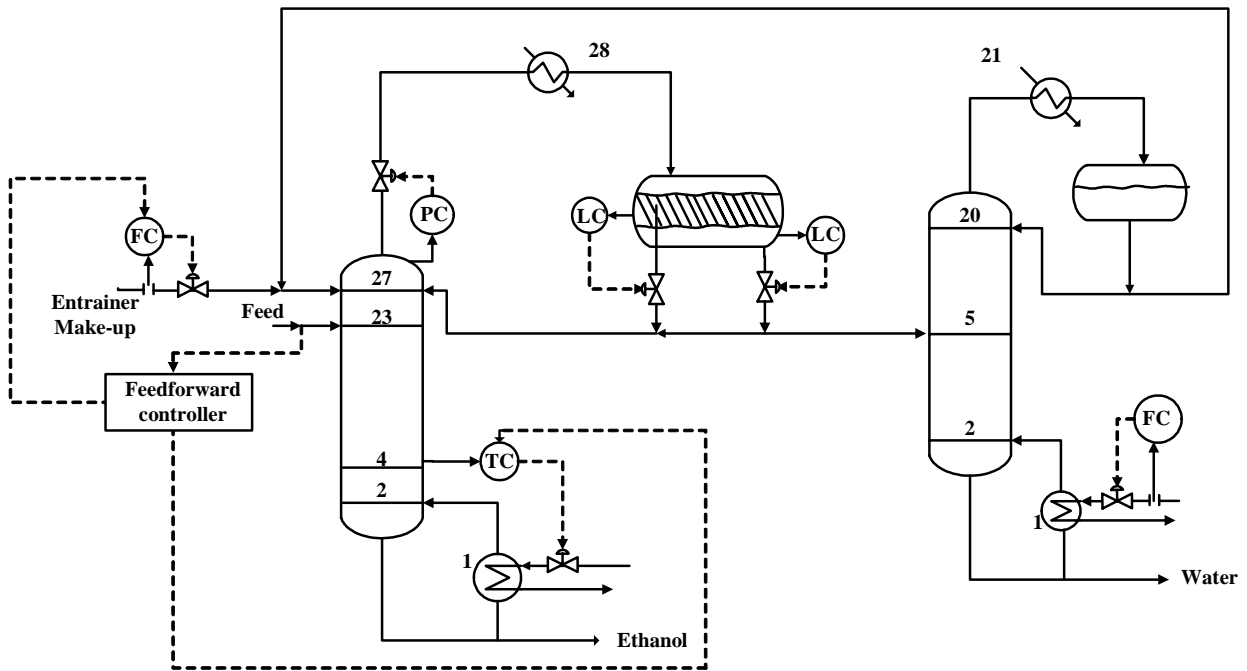 28
21
PC
LC
LC
FC
20
27
Entrainer
Make-up
Feed
23
5
Feedforward
controller
FC
2
4
TC
2
1
1
Water
Ethanol